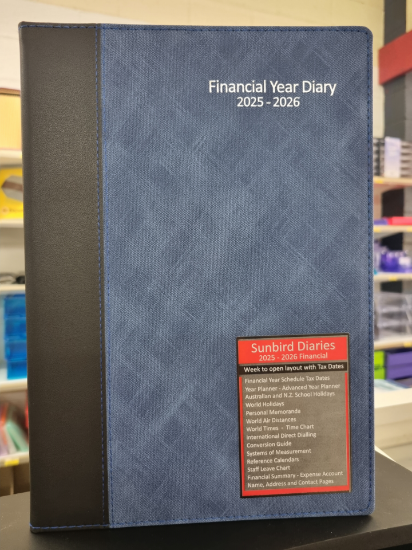 Financial Year Diary
2025 - 2026
Sunbird Diaries
2025 - 2026 Financial
Week to open layout with Tax Dates
Financial Year Schedule Tax Dates
Year Planner - Advanced Year Planner
Australian and N.Z. School Holidays
World Holidays
Personal Memoranda
World Air Distances
World Times - Time Chart
International Direct Dialling
Conversion Guide
Systems of Measurement
Reference Calendars
Staff Leave Chart
Financial Summary - Expense Account
Name, Address and Contact Pages